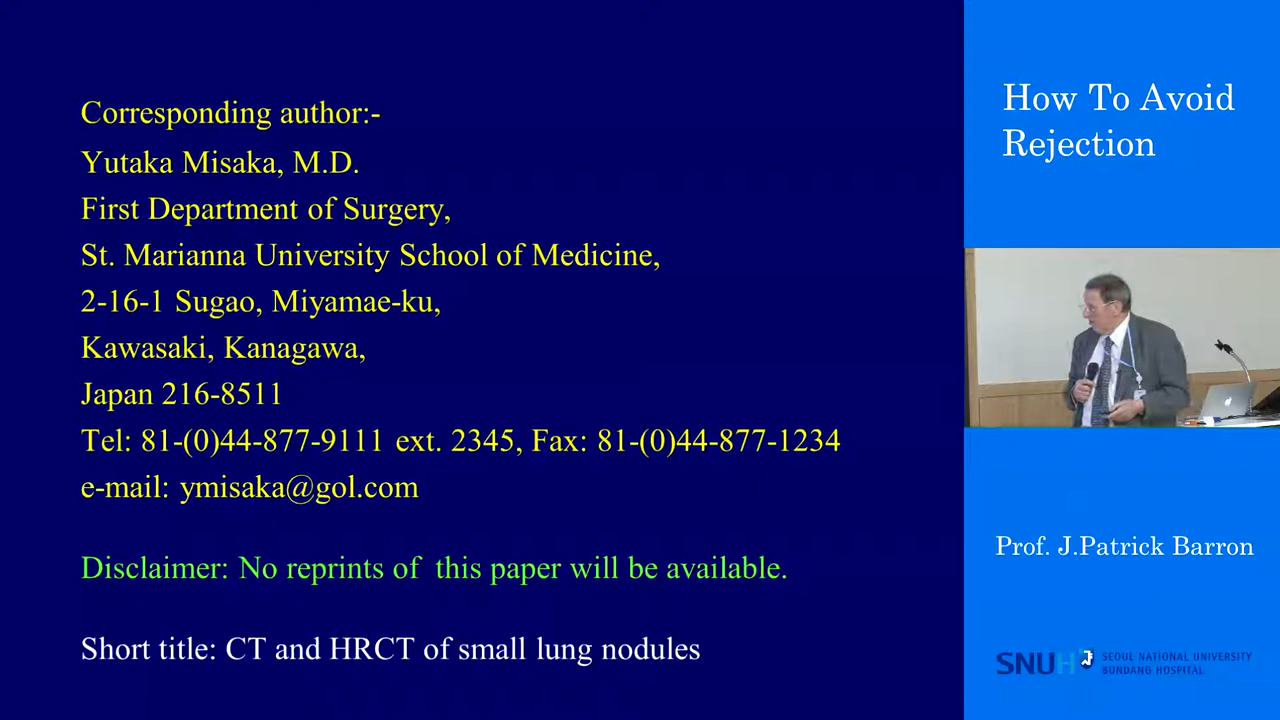 Corresponding author:-
Yutaka Misaka, M.D.
First Department of Surgery,
St. Marianna University School of Medicine,
2-16-1 Sugao, Miyamae-ku,
Kawasaki, Kanagawa,
Japan 216-8511
Tel: 81-(0)44-877-9111 ext. 2345, Fax: 81-(0)44-877-1234
e-mail: ymisaka@gol.com
Disclaimer: No reprints of this paper will be available.
Short title: CT and HRCT of small lung nodules
How To Avoid
Rejection
Prof. J.Patrick Barron
SNUH
SEOUL NATIONAL UNIVERSITY
BUNDANG HOSPITAL